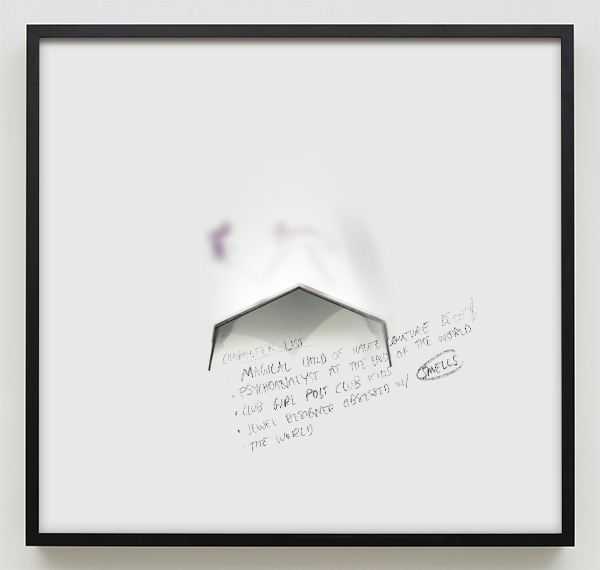 CHARACTER LIST
MAGICAL CHILD OF HAUTE COUTURE
• PSYCHOANALYST AT THE END OF THE WORLD
• CLUB GIRL POST CLUB KIDS
• JEWEL DESIGNER OBSESSED W/ SMELLS
• THE WORLD